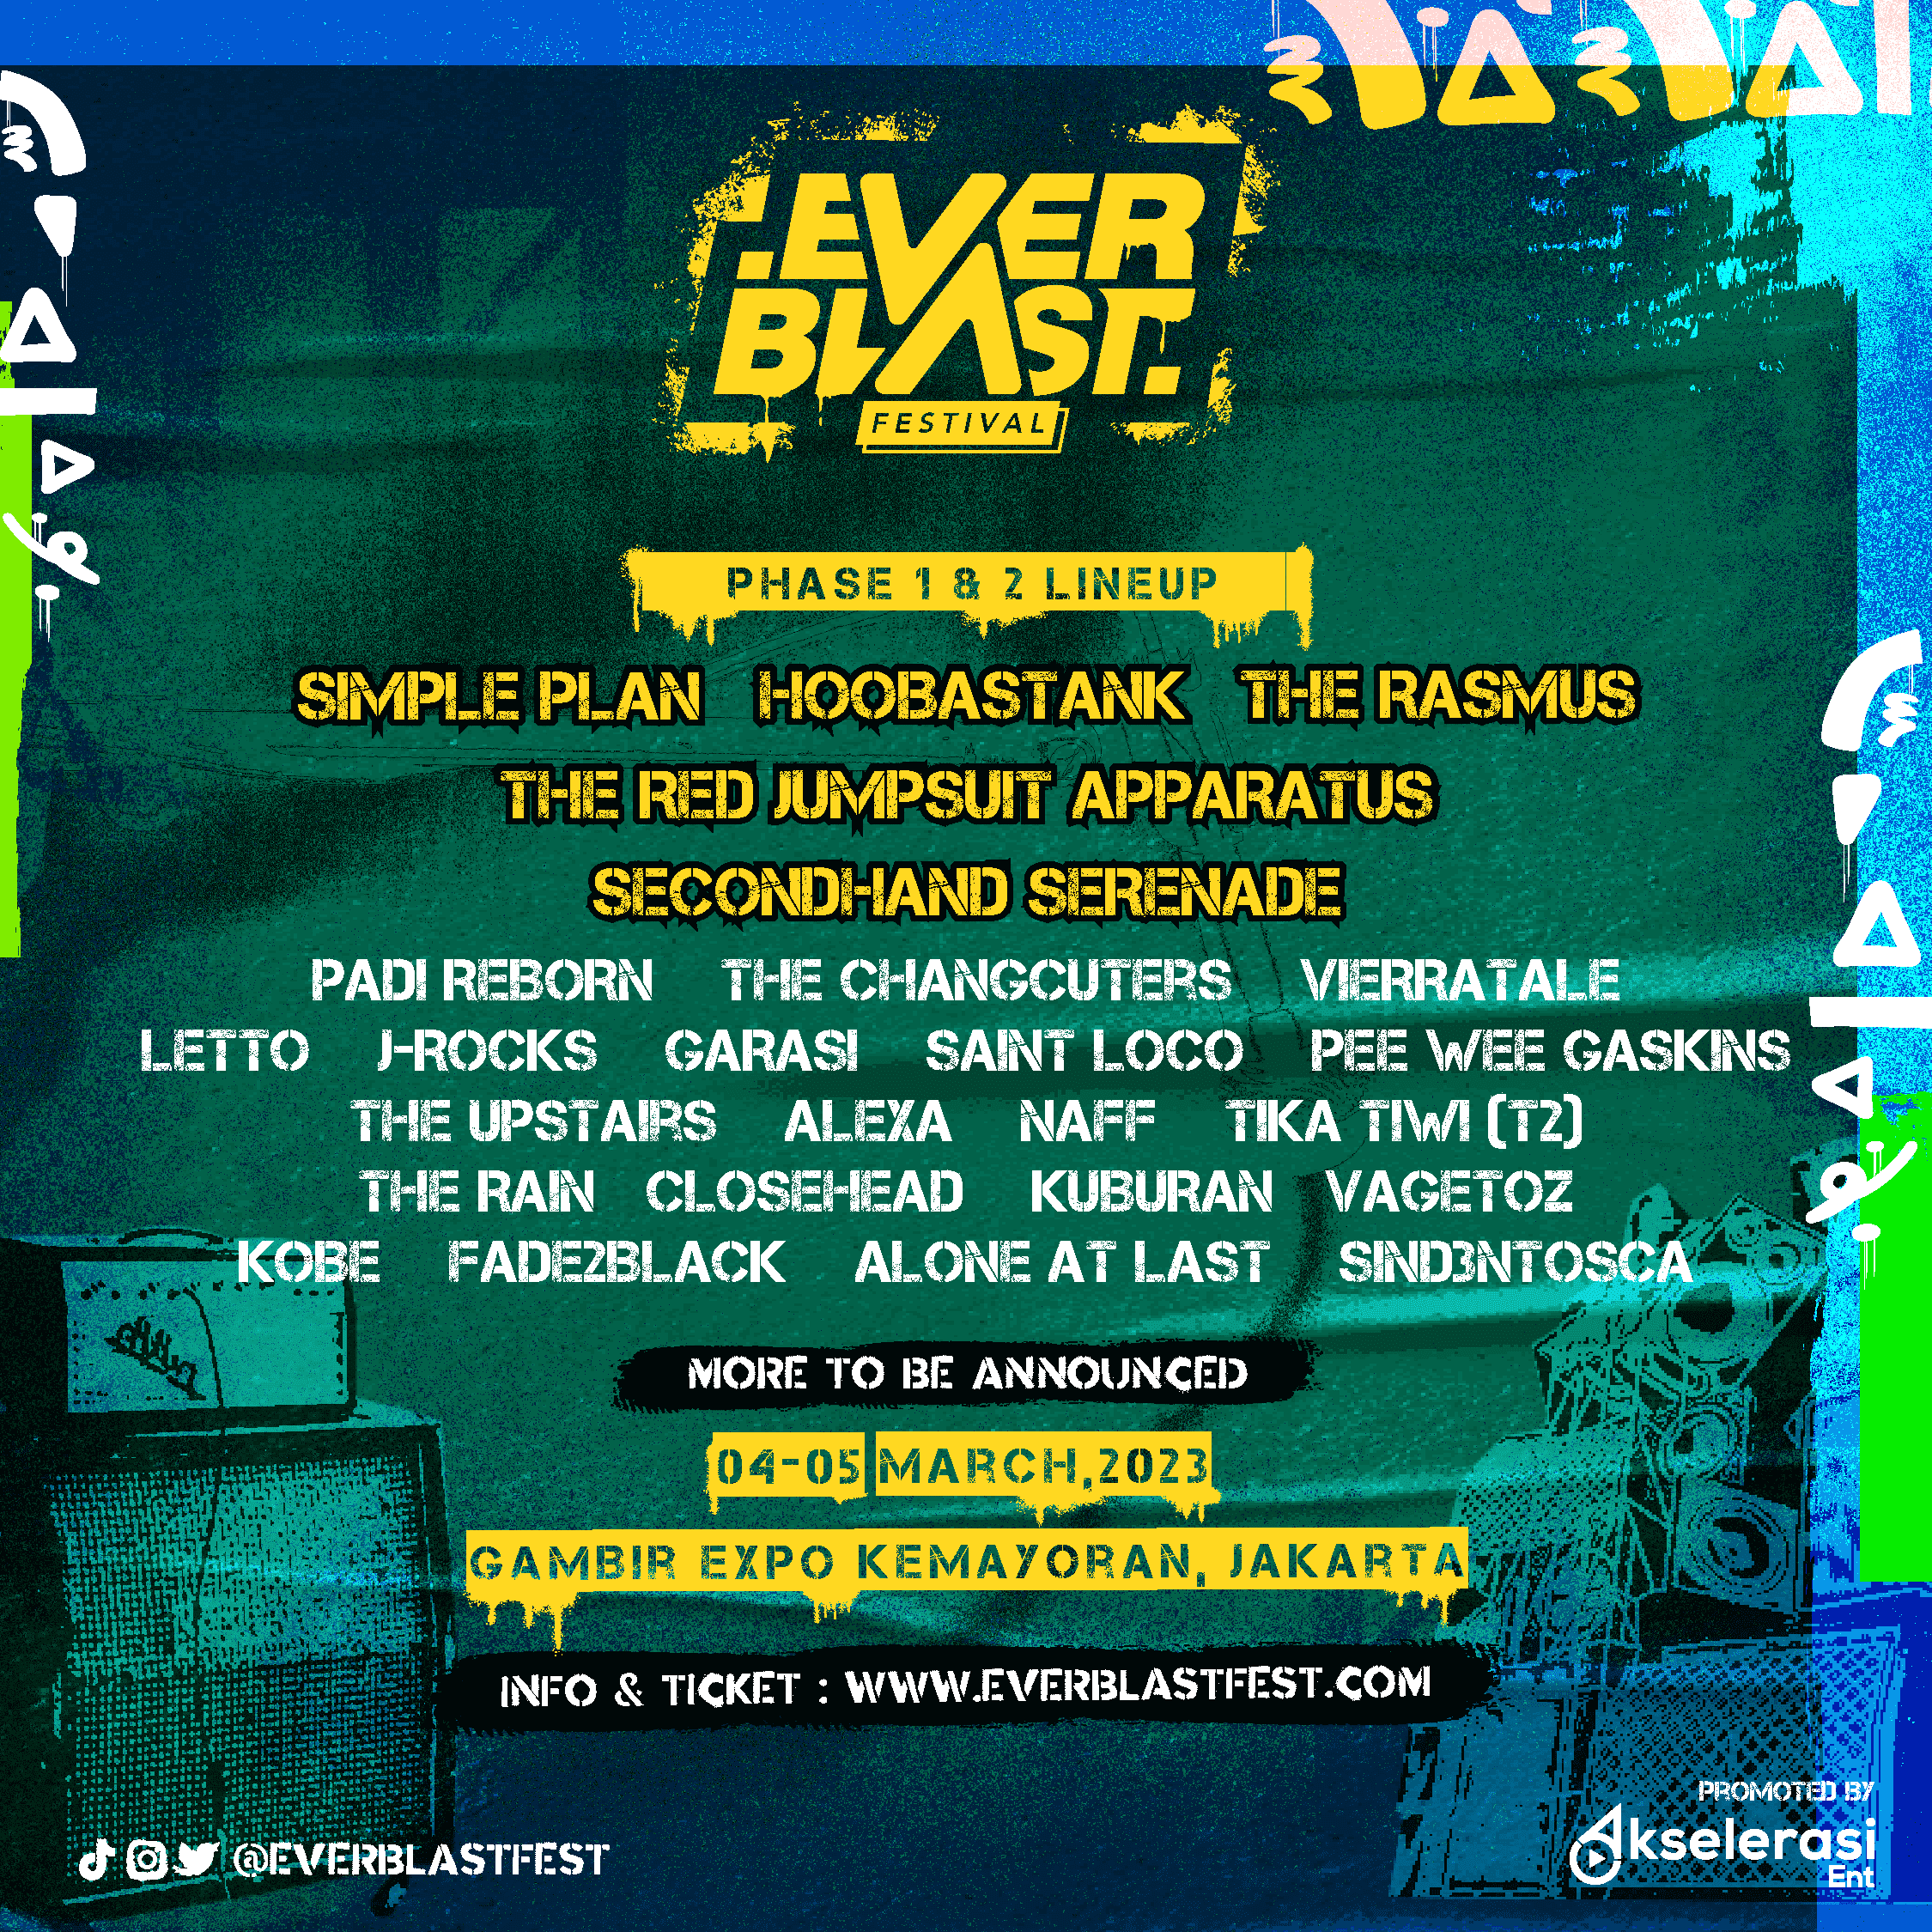 .EVER
BLAST.
FESTIVAL
PHASE 1 & 2 LINEUP
SIMPLE PLAN HOOBASTANK THE RASMUS
THE RED JUMPSUIT APPARATUS
SECONDHAND SERENADE
PADI REBORN THE CHANGCUTERS VIERRATALE
LETTO J-ROCKS GARASI SAINT LOCO PEE WEE GASKINS
THE UPSTAIRS ALEXA NAFF TIKA TIWI (T2)
THE RAIN CLOSEHEAD KUBURAN VAGETOZ
KOBE FADE2BLACK ALONE AT LAST SIND3NTOSCA
MORE TO BE ANNOUNCED
04-05 MARCH,2023
GAMBIR EXPO KEMAYORAN, JAKARTA
INFO & TICKET : WWW.EVERBLASTFEST.COM
PROMOTED BY
Akselerasi
Ent
@EVERBLASTFEST